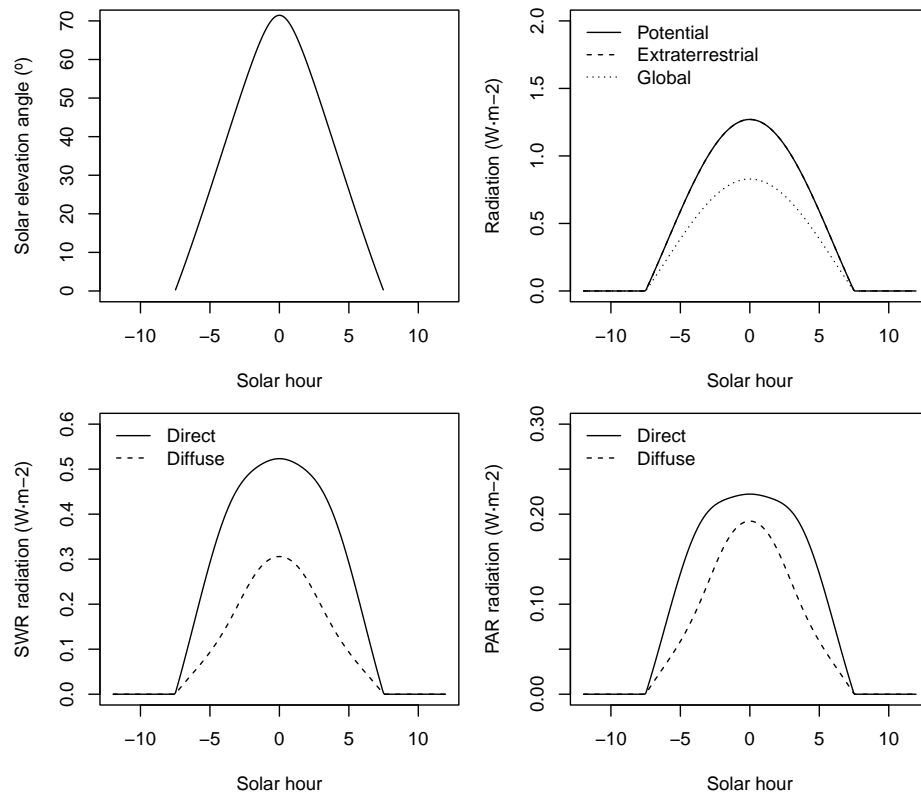 Solar elevation angle (º)
70
60
50
40
30
20
10
0
−10 −5 0 5 10
Solar hour
Radiation (W·m−2)
2.0
1.5
1.0
0.5
0.0
Potential
Extraterrestrial
Global
−10 −5 0 5 10
Solar hour
SWR radiation (W·m−2)
0.6
0.5
0.4
0.3
0.2
0.1
0.0
Direct
Diffuse
−10 −5 0 5 10
Solar hour
PAR radiation (W·m−2)
0.30
0.20
0.10
0.00
Direct
Diffuse
−10 −5 0 5 10
Solar hour